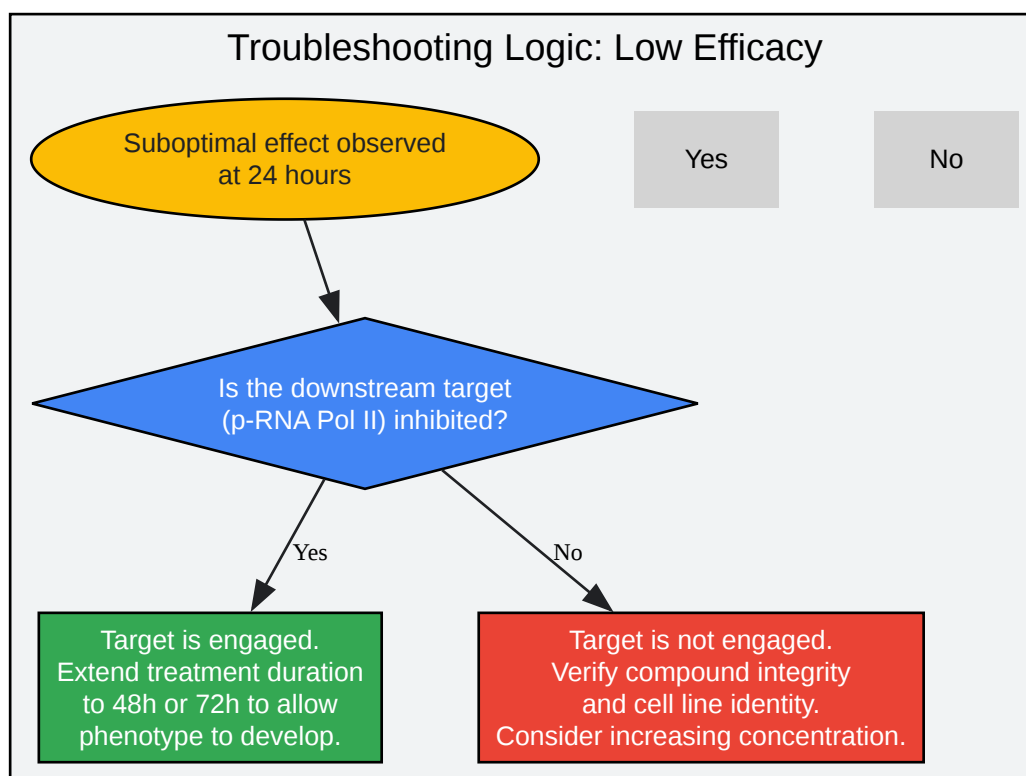 Troubleshooting Logic: Low Efficacy
Suboptimal effect observed
at 24 hours
Yes
No
Is the downstream target
(p-RNA Pol II) inhibited?
Yes
No
Target is engaged.
Extend treatment duration
to 48h or 72h to allow
phenotype to develop.
Target is not engaged.
Verify compound integrity
and cell line identity.
Consider increasing concentration.